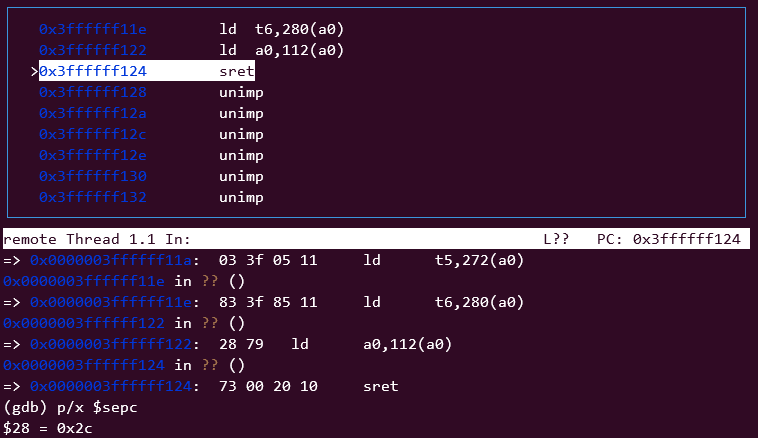 0x3ffffff11e ld t6,280(a0)
0x3ffffff122 ld a0,112(a0)
>0x3ffffff124 sret
0x3ffffff128 unimp
0x3ffffff12a unimp
0x3ffffff12c unimp
0x3ffffff12e unimp
0x3ffffff130 unimp
0x3ffffff132 unimp
remote Thread 1.1 In: L?? PC: 0x3ffffff124
=> 0x0000003ffffff11a: 03 3f 05 11 ld t5,272(a0)
0x0000003ffffff11e in ?? ()
=> 0x0000003ffffff11e: 83 3f 85 11 ld t6,280(a0)
0x0000003ffffff122 in ?? ()
=> 0x0000003ffffff122: 28 79 ld a0,112(a0)
0x0000003ffffff124 in ?? ()
=> 0x0000003ffffff124: 73 00 20 10 sret
(gdb) p/x $sepc
$28 = 0x2c